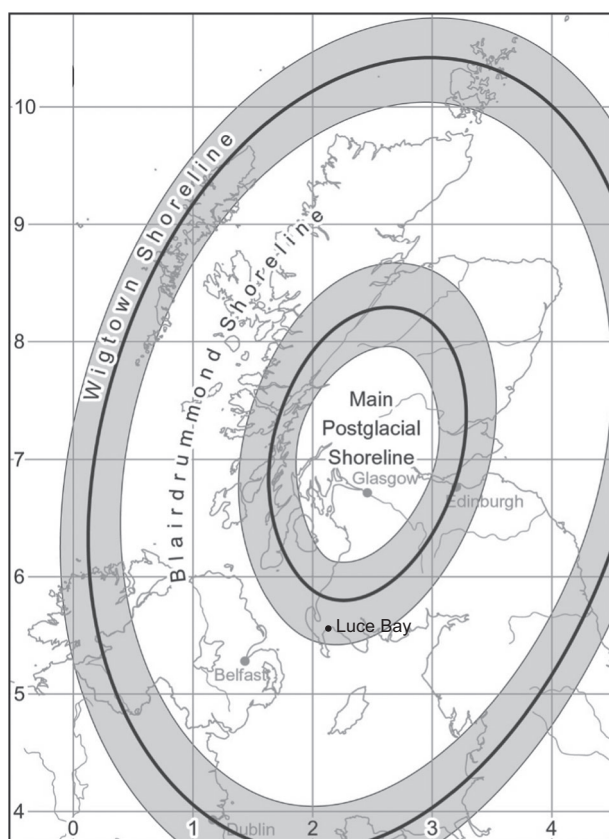 10
9
8
7
6
5
4
0
1
2
3
4
Wigtown Shoreline
Blairdrummond Shoreline
Main
Postglacial
Shoreline
Glasgow
Edinburgh
Luce Bay
Belfast
Dublin